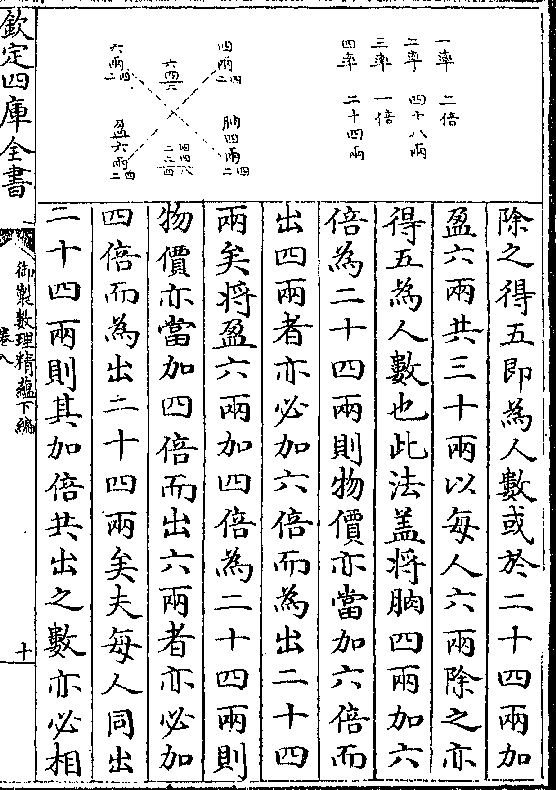 一率 二倍
二率 四十八兩
三率 一倍
四率 二十四兩
四兩 二四
朒四兩 二四
六兩 二四
盈六兩 二四
除之得五即為人數或於二十四兩加
盈六兩共三十兩以每人六兩除之亦
得五為人數也此法盖將朒四兩加六
倍為二十四兩則物價亦當加六倍而
出四兩者亦必加六倍而為出二十四
兩矣將盈六兩加四倍為二十四兩則
物價亦當加四倍而出六兩者亦必加
四倍而為出二十四兩矣夫每人同出
二十四兩則其加倍共出之數亦必相
欽定四庫全書
御製數理精藴下編
卷八
十